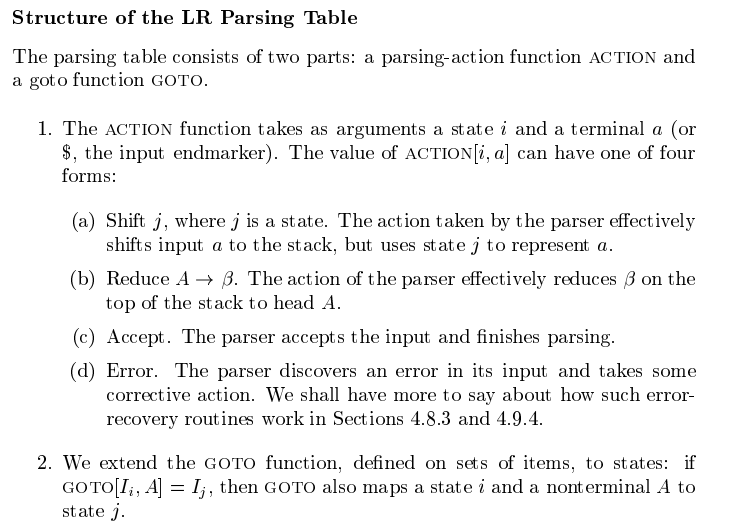 Structure of the LR Parsing Table
The parsing table consists of two parts: a parsing-action function ACTION and
a goto function GOTO.
1. The ACTION function takes as arguments a state i and a terminal a (or
$, the input endmarker). The value of ACTION[i, a] can have one of four
forms:
(a) Shift j, where j is a state. The action taken by the parser effectively
shifts input a to the stack, but uses state j to represent a.
(b) Reduce A → β. The action of the parser effectively reduces β on the
top of the stack to head A.
(c) Accept. The parser accepts the input and finishes parsing.
(d) Error. The parser discovers an error in its input and takes some
corrective action. We shall have more to say about how such error-
recovery routines work in Sections 4.8.3 and 4.9.4.
2. We extend the GOTO function, defined on sets of items, to states: if
GOTO[Iᵢ, A] = Iⱼ, then GOTO also maps a state i and a nonterminal A to
state j.